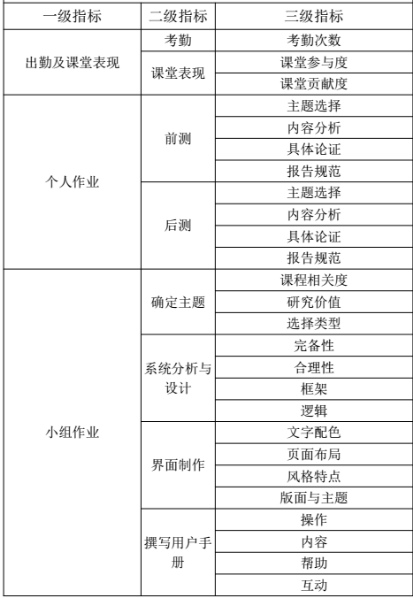 一级指标 二级指标 三级指标
出勤及课堂表现 考勤 考勤次数
课堂表现 课堂参与度
课堂贡献度
个人作业 前测 主题选择
内容分析
具体论证
报告规范
后测 主题选择
内容分析
具体论证
报告规范
小组作业 确定主题 课程相关度
研究价值
选择类型
系统分析与
设计
完备性
合理性
框架
逻辑
界面制作 文字配色
页面布局
风格特点
版面与主题
撰写用户手
册
操作
内容
帮助
互动